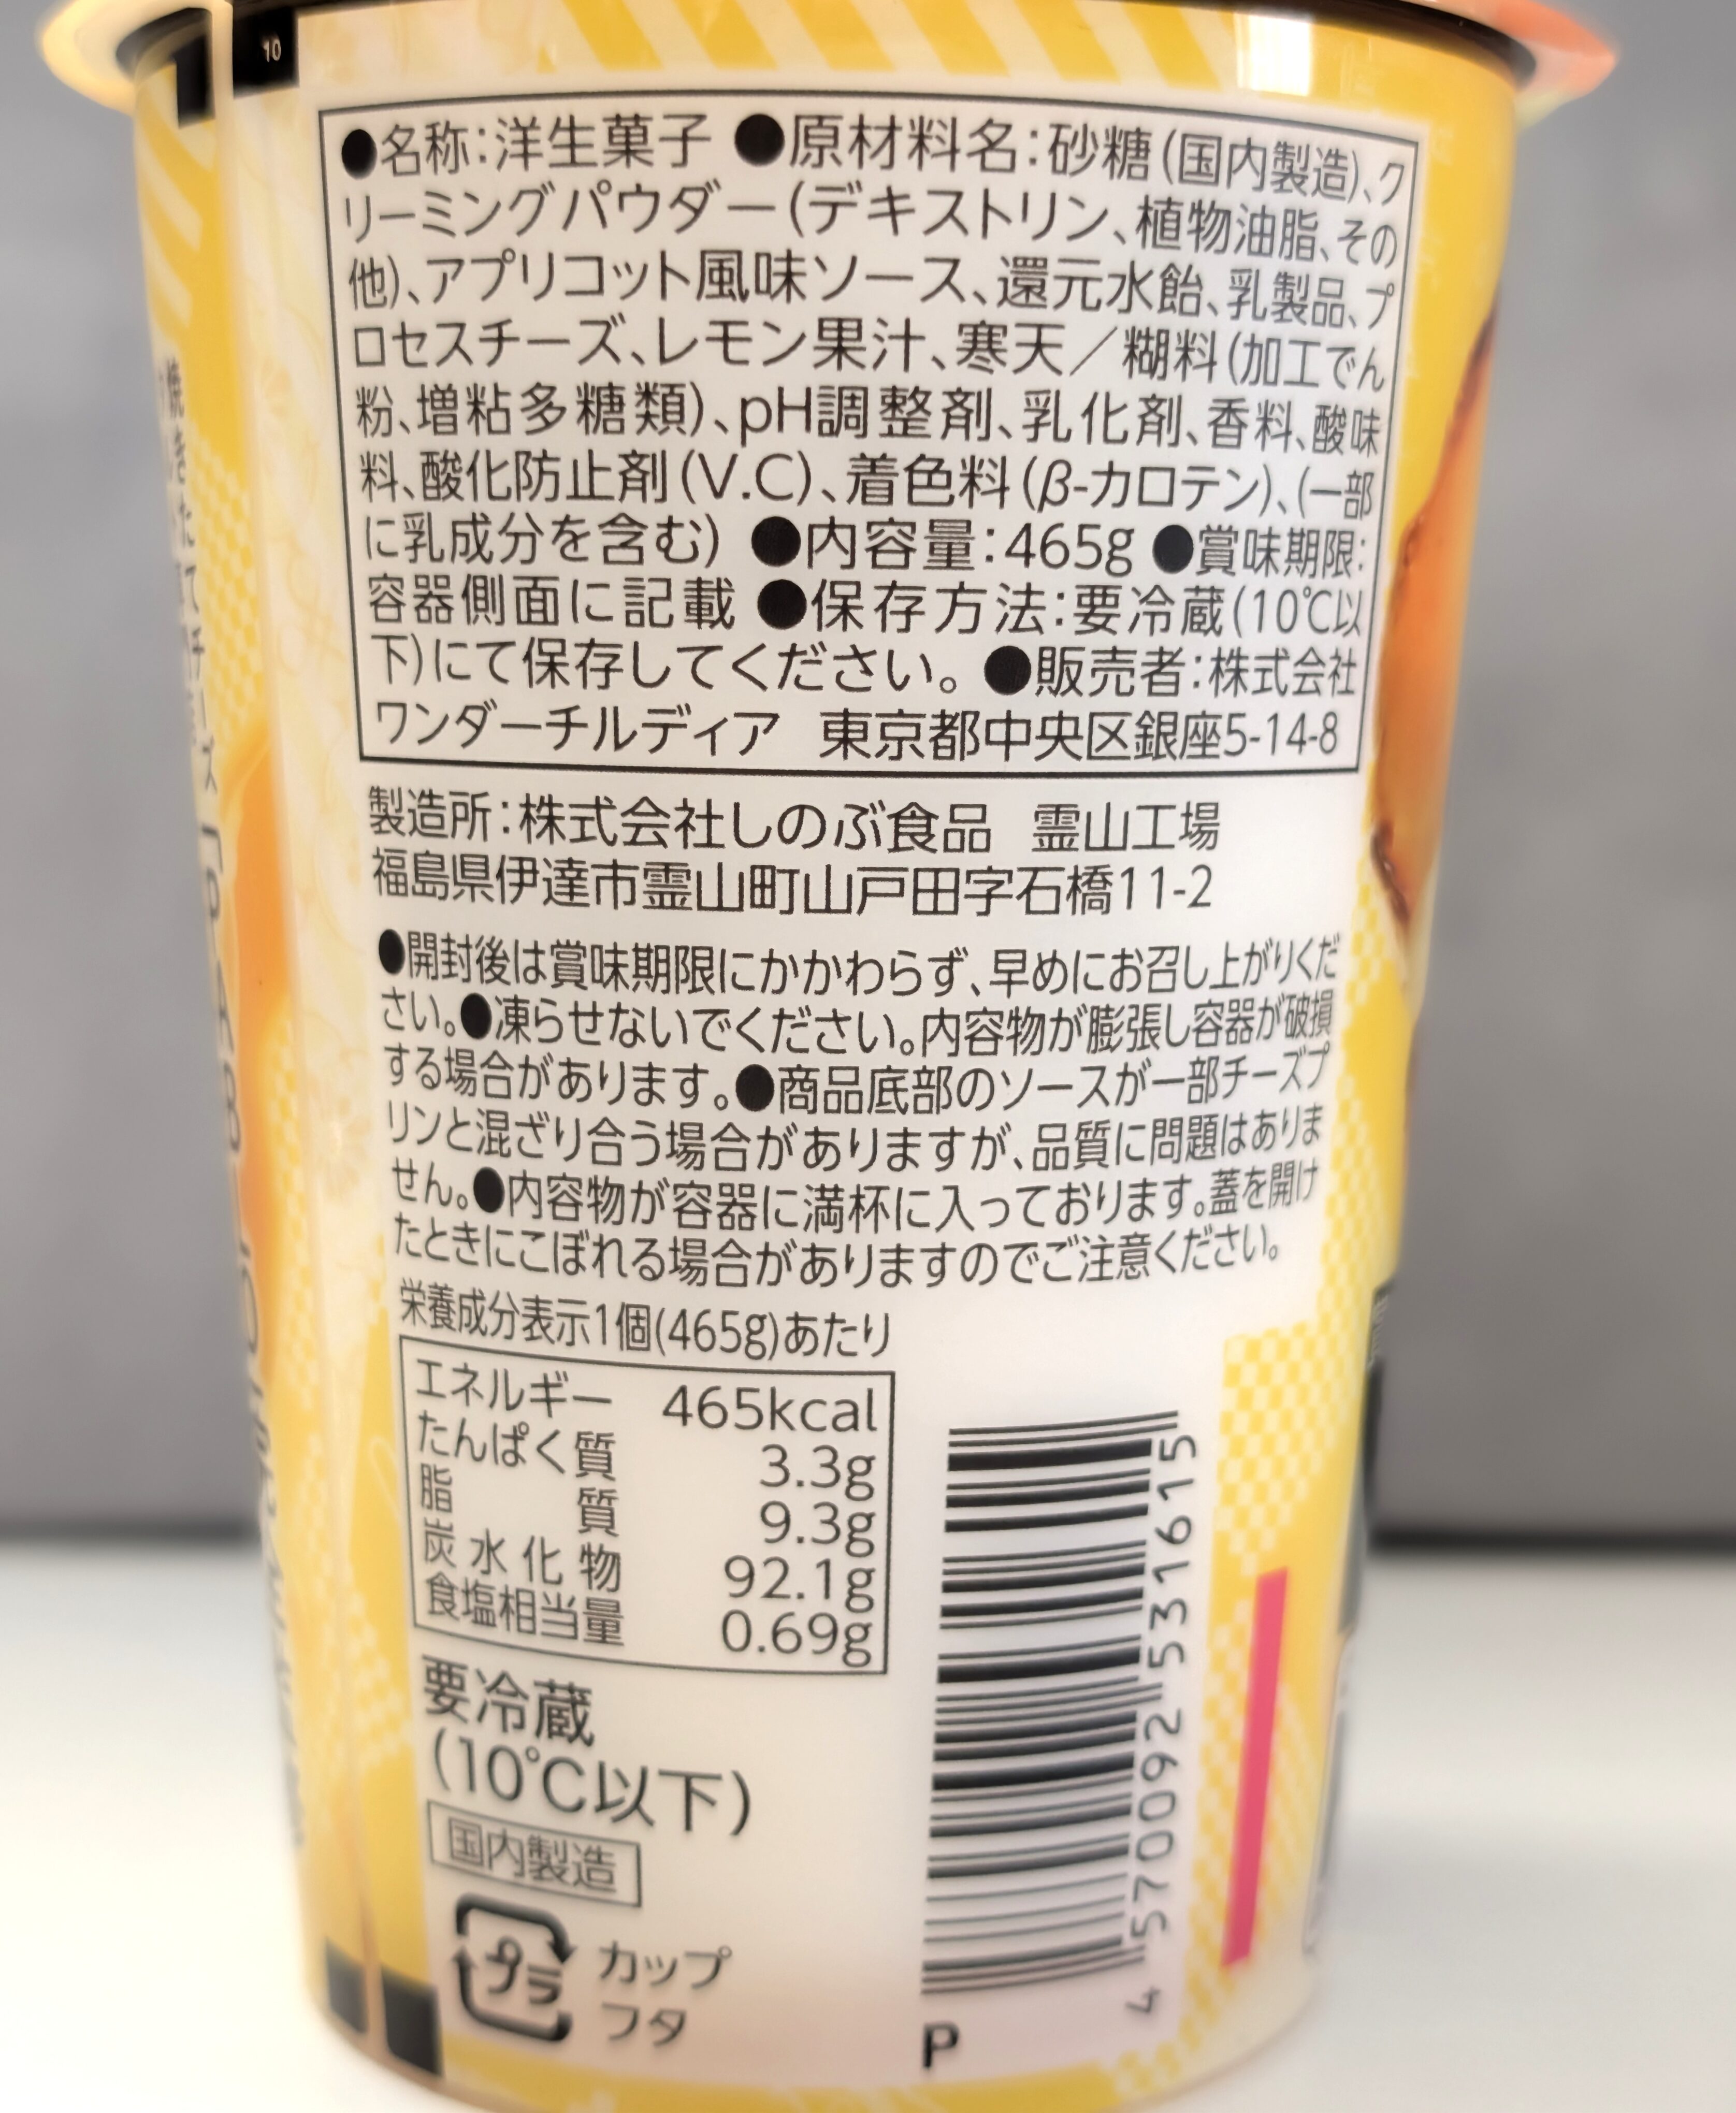 10
●名称:洋生菓子 ●原材料名:砂糖(国内製造)、ク
リーミングパウダー(デキストリン、植物油脂、その
他)、アプリコット風味ソース、還元水飴、乳製品、プ
ロセスチーズ、レモン果汁、寒天/糊料(加工でん
粉、増粘多糖類)、pH調整剤、乳化剤、香料、酸味
料、酸化防止剤(V.C)、着色料(β-カロテン)、(一部
に乳成分を含む) ●内容量:465g ●賞味期限:
容器側面に記載 ●保存方法:要冷蔵(10℃以
下)にて保存してください。 ●販売者:株式会社
ワンダーチルディア 東京都中央区銀座5-14-8
製造所:株式会社しのぶ食品 霊山工場
福島県伊達市霊山町山戸田字石橋11-2
●開封後は賞味期限にかかわらず、早めにお召し上がりくだ
さい。●凍らせないでください。内容物が膨張し容器が破損
する場合があります。●商品底部のソースが一部チーズプ
リンと混ざり合う場合がありますが、品質に問題はありま
せん。●内容物が容器に満杯に入っております。蓋を開け
たときにこぼれる場合がありますのでご注意ください。
栄養成分表示1個(465g)あたり
エネルギー 465kcal
たんぱく質 3.3g
脂質 9.3g
炭水化物 92.1g
食塩相当量 0.69g
要冷蔵
(10℃以下)
国内製造
プラ
カップ
フタ
4 570092 531615
P
焼きたてチーズ